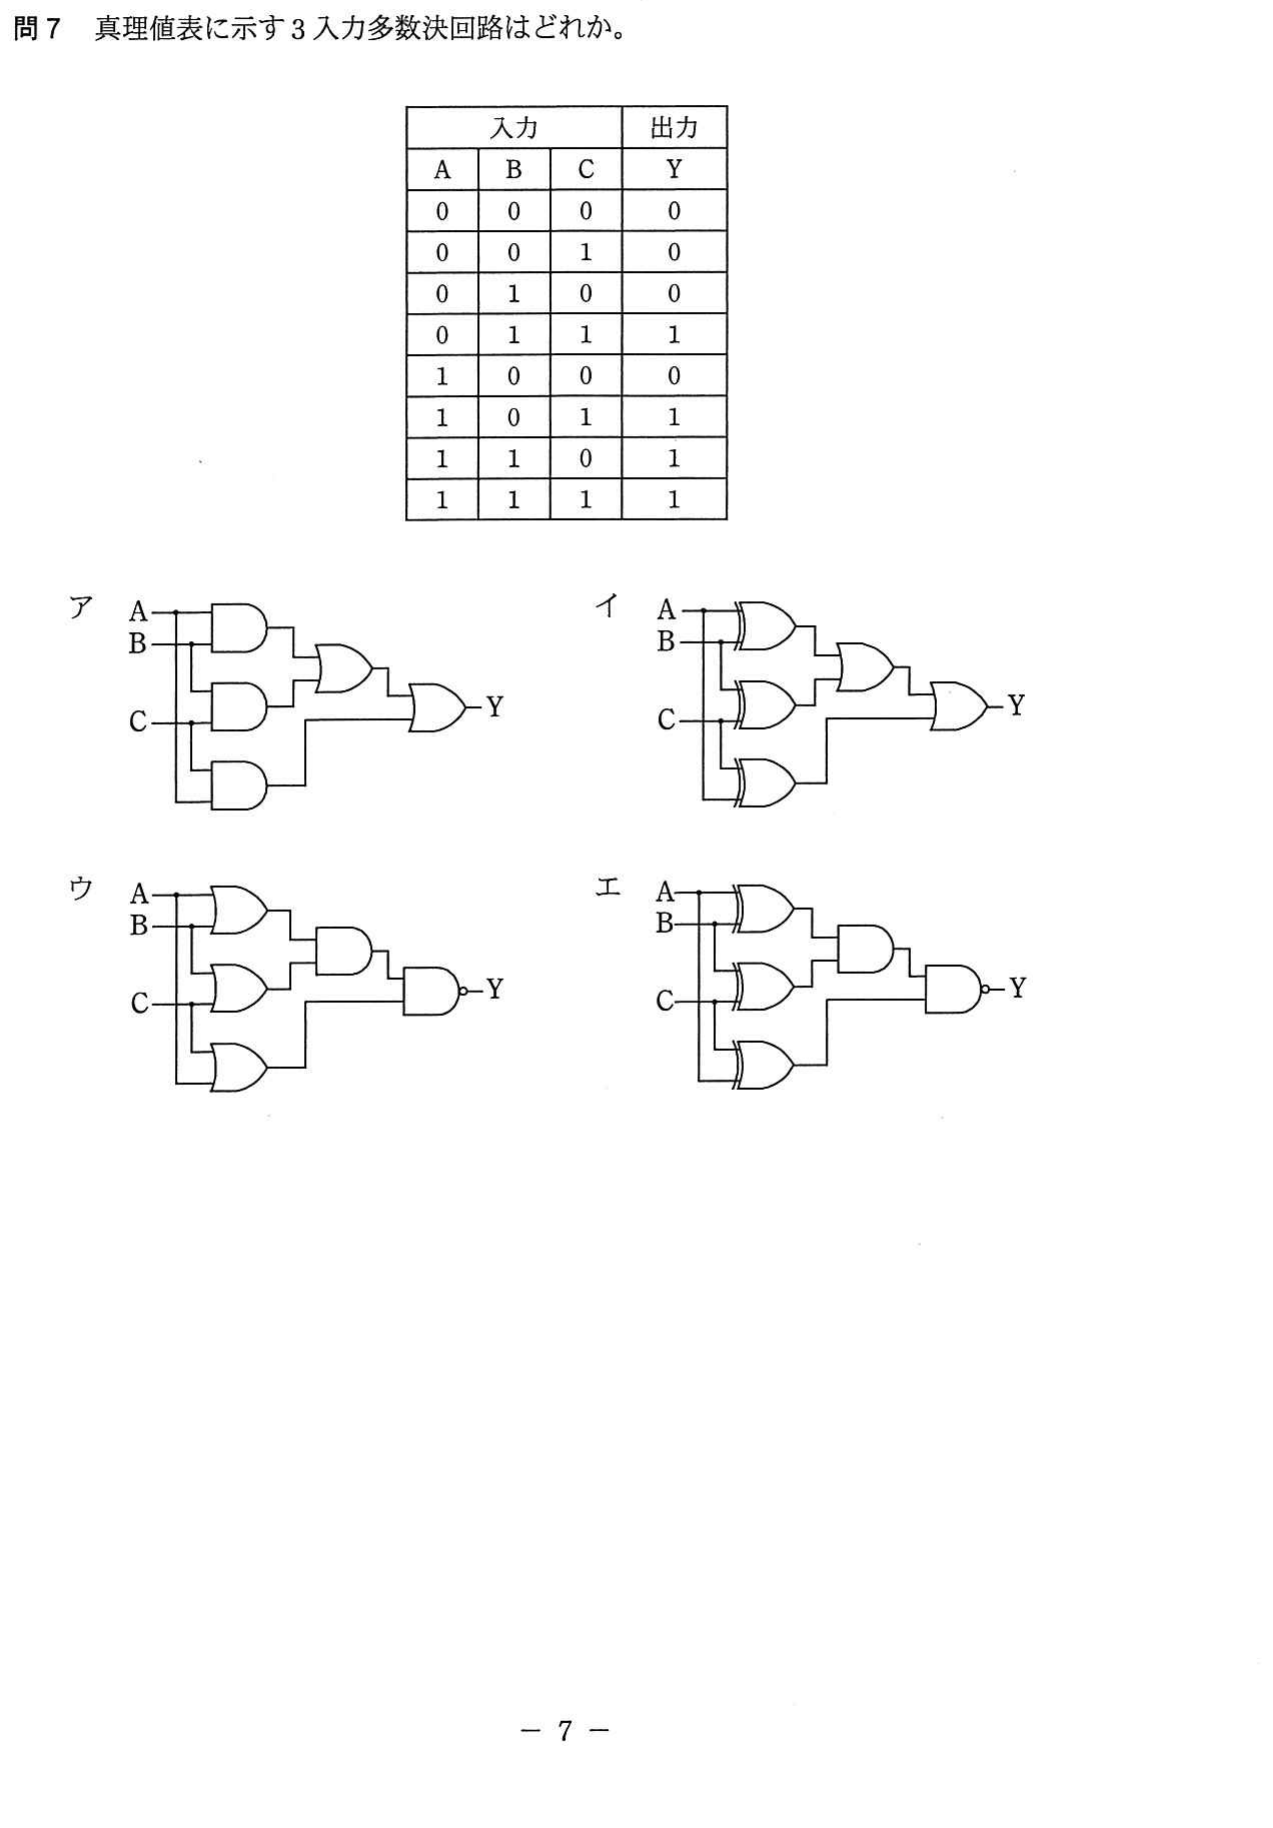 問7 真理値表に示す3入力多数決回路はどれか。
入力 出力
A B C Y
0 0 0 0
0 0 1 0
0 1 0 0
0 1 1 1
1 0 0 0
1 0 1 1
1 1 0 1
1 1 1 1
ア A B C Y
イ A B C Y
ウ A B C Y
エ A B C Y
－ 7 －